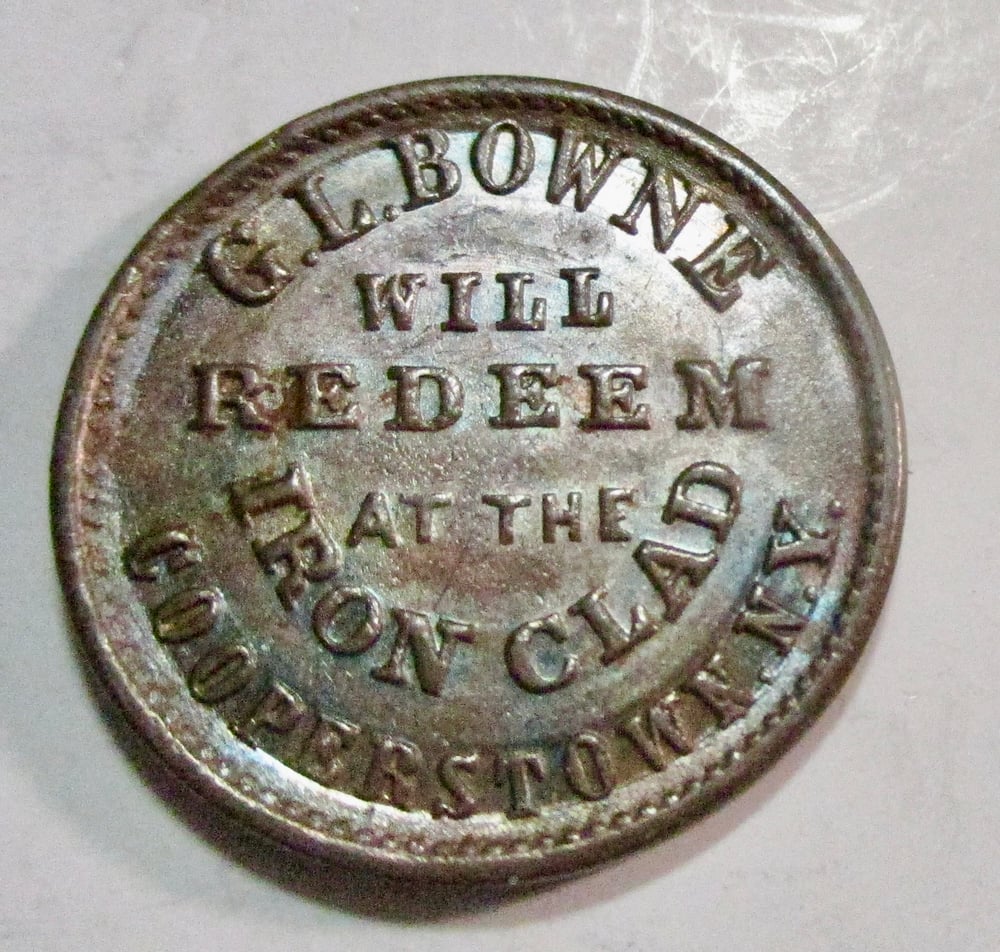 G.L.BOWNE
WILL
REDEEM
AT THE
IRON CLAD
COOPERSTOWN.N.Y.